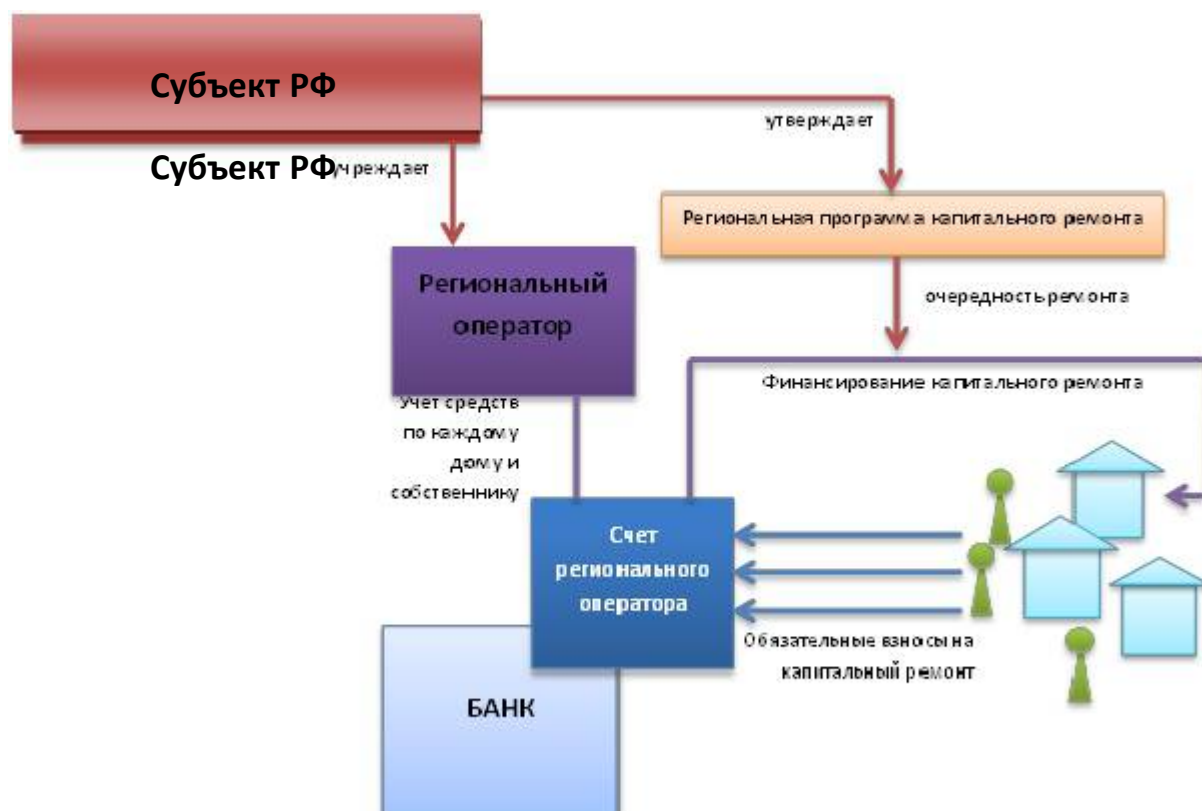 Субъект РФ
утверждает
Субъект РФ
учреждает
Региональная программа капитального ремонта
Региональный
оператор
очередность ремонта
Финансирование капитального ремонта
Учет средств
по каждому
дому и
собственнику
Счет
регионального
оператора
Обязательные взносы на
капитальный ремонт
БАНК